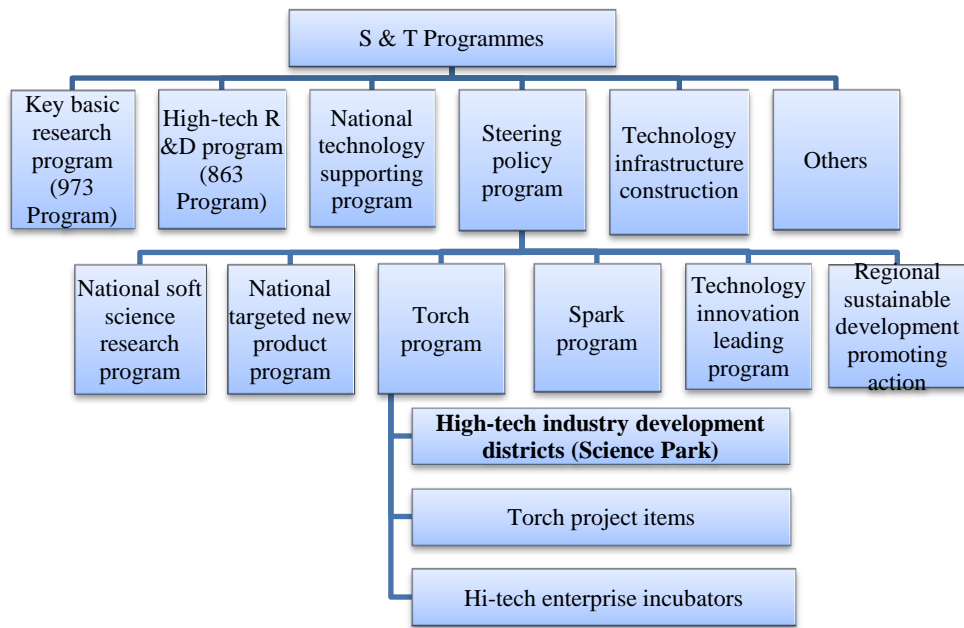 S & T Programmes
Key basic
research
program
(973
Program)
High-tech R
&D program
(863
Program)
National
technology
supporting
program
Steering
policy
program
Technology
infrastructure
construction
Others
National soft
science
research
program
National
targeted new
product
program
Torch
program
Spark
program
Technology
innovation
leading
program
Regional
sustainable
development
promoting
action
High-tech industry development
districts (Science Park)
Torch project items
Hi-tech enterprise incubators